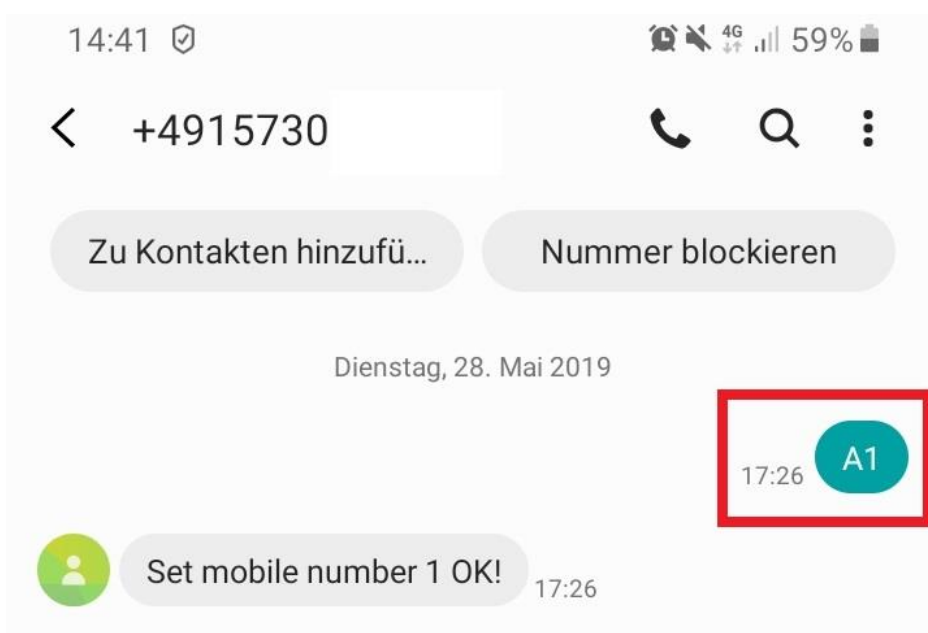 14:41 4G 59%
+4915730
Zu Kontakten hinzufü...
Nummer blockieren
Dienstag, 28. Mai 2019
17:26 A1
Set mobile number 1 OK! 17:26